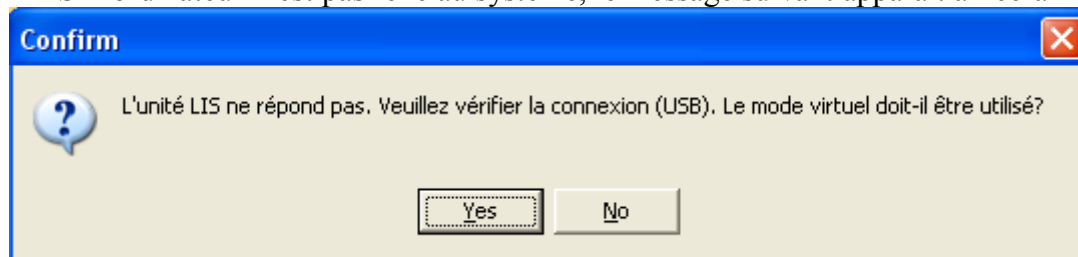 Confirm
L'unité LIS ne répond pas. Veuillez vérifier la connexion (USB). Le mode virtuel doit-il être utilisé?
Yes
No